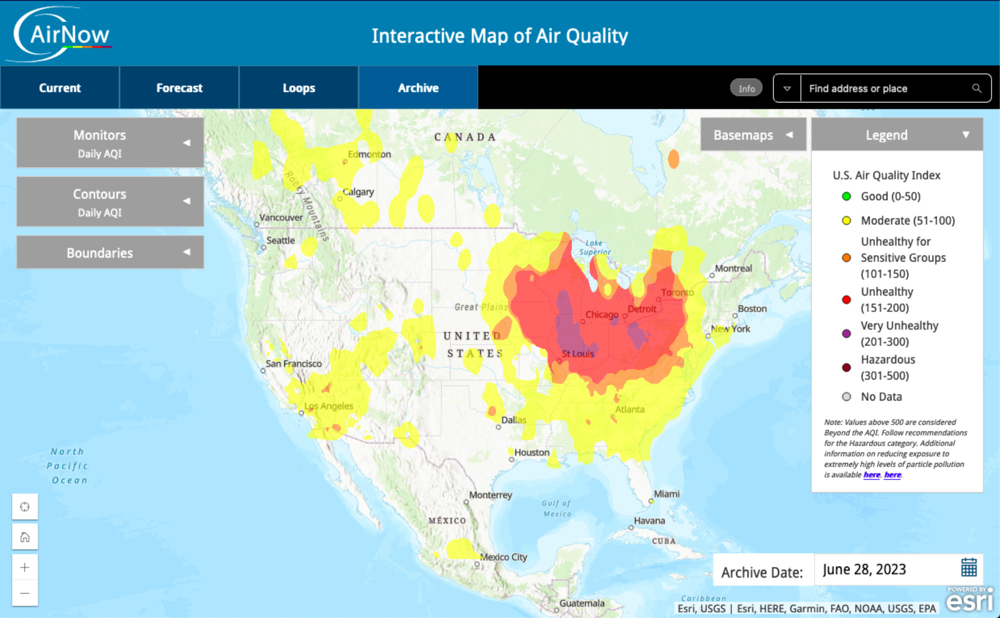 AirNow
Interactive Map of Air Quality
Current
Forecast
Loops
Archive
Info
Find address or place
Monitors
Daily AQI
Contours
Daily AQI
Boundaries
Basemaps
Legend
U.S. Air Quality Index
Good (0-50)
Moderate (51-100)
Unhealthy for
Sensitive Groups
(101-150)
Unhealthy
(151-200)
Very Unhealthy
(201-300)
Hazardous
(301-500)
No Data
Note: Values above 500 are considered
Beyond the AQI. Follow recommendations
for the Hazardous category. Additional
information on reducing exposure to
extremely high levels of particle pollution
is available here. here.
CANADA
Edmonton
Rocky Mountains
Calgary
Vancouver
Seattle
Lake
Superior
Montreal
Toronto
Great Plains
Boston
Detroit
Chicago
New York
UNITED
STATES
St Louis
San Francisco
Los Angeles
Atlanta
Dallas
Houston
North
Pacific
Ocean
Monterrey
Gulf of
Mexico
Miami
MÉXICO
Havana
CUBA
Mexico City
Guatemala
Caribbean
Archive Date:
June 28, 2023
Esri, USGS | Esri, HERE, Garmin, FAO, NOAA, USGS, EPA
POWERED BY
esri